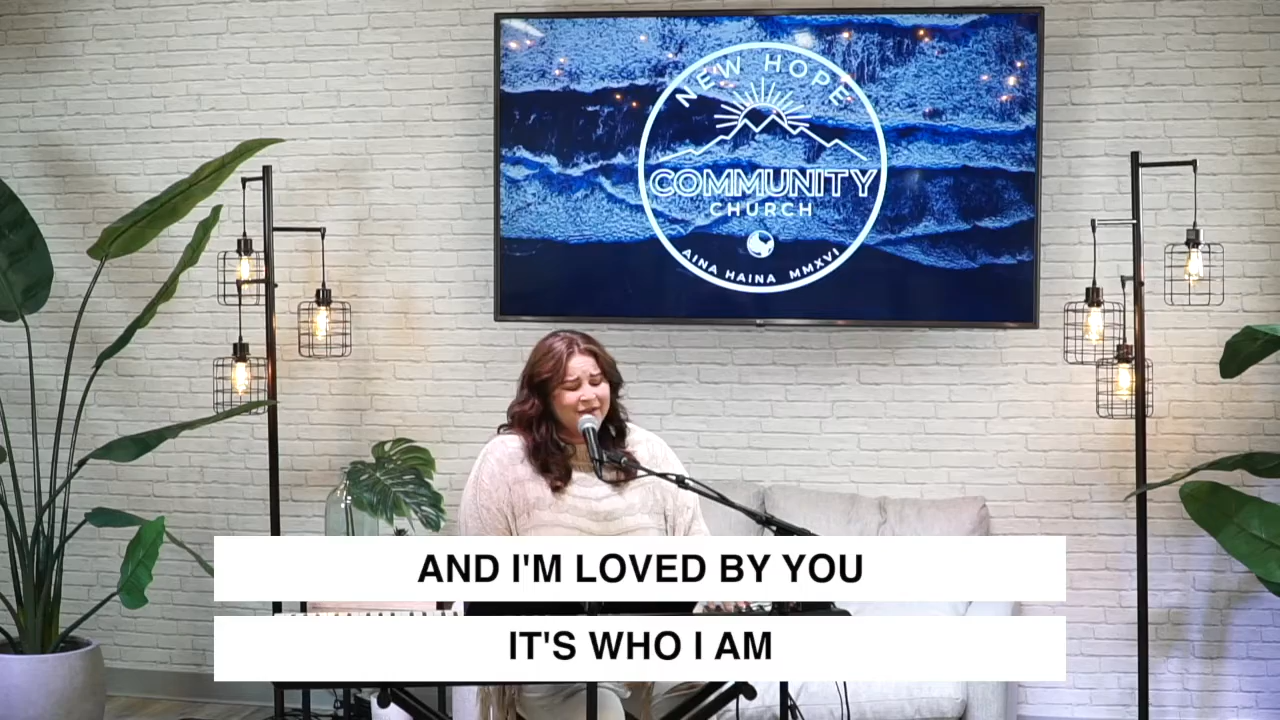 NEW HOPE
COMMUNITY
CHURCH
AINA HAINA MMXVI
AND I'M LOVED BY YOU
IT'S WHO I AM